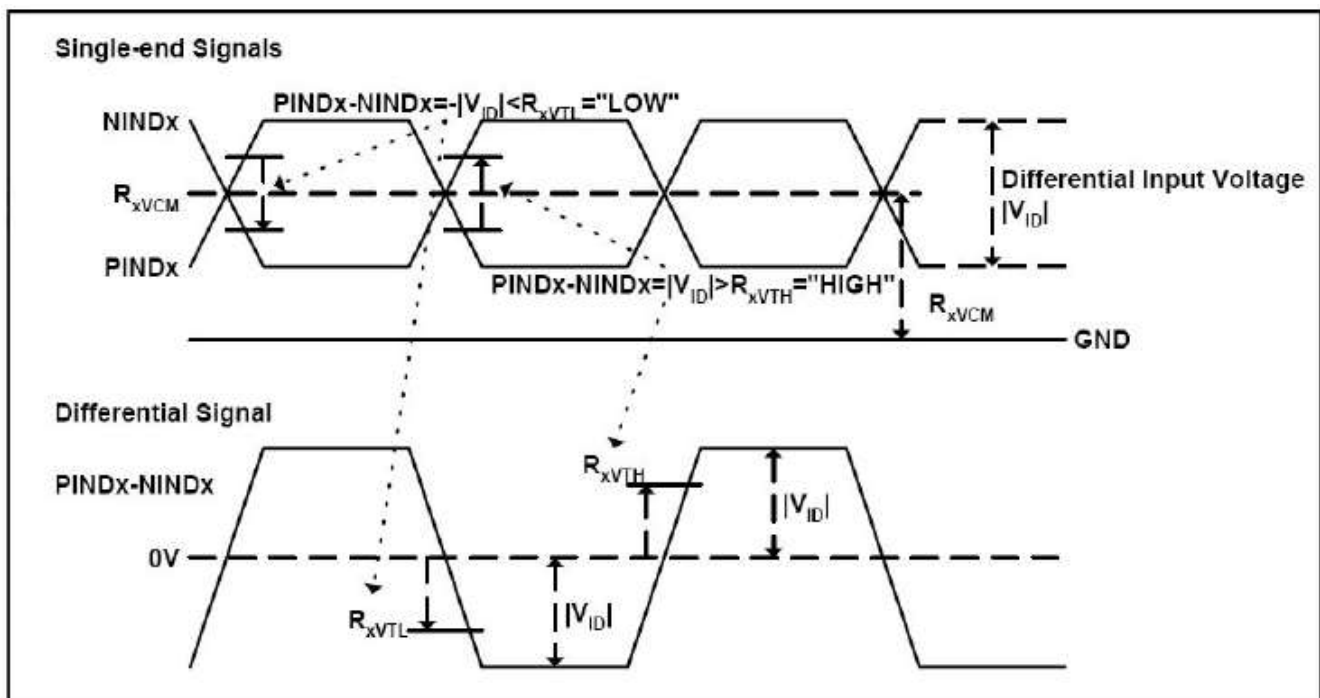 Single-end Signals
PINDx-NINDx=-|VID|<RxVTL="LOW"
NINDx
RxVCM
Differential Input Voltage
|VID|
PINDx
PINDx-NINDx=|VID|>RxVTH="HIGH"
RxVCM
GND
Differential Signal
RxVTH
PINDx-NINDx
|VID|
0V
RxVTL
|VID|